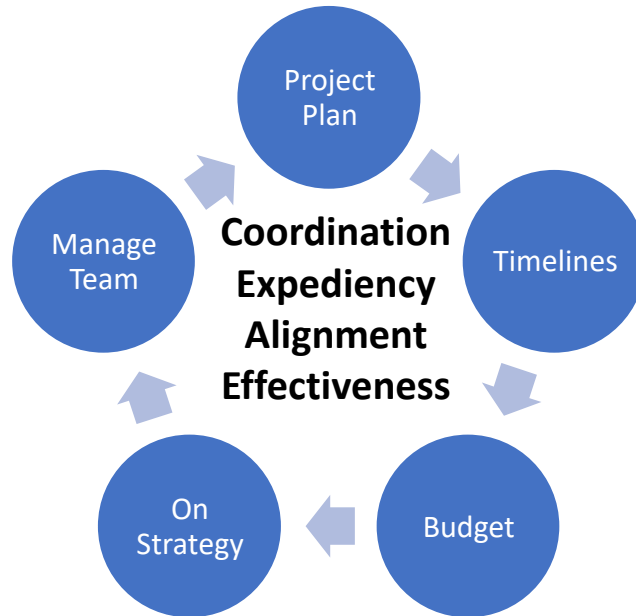 Project
Plan
Timelines
Budget
On
Strategy
Manage
Team
Coordination
Expediency
Alignment
Effectiveness